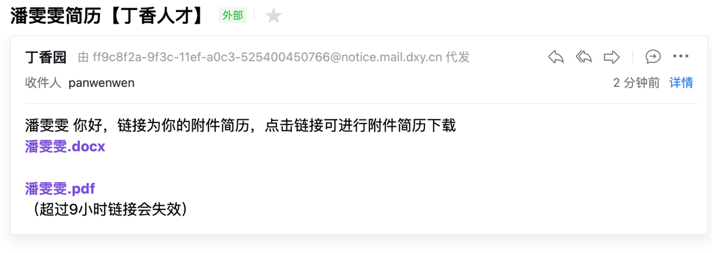 潘雯雯简历【丁香人才】 外部
丁香园 由 ff9c8f2a-9f3c-11ef-a0c3-525400450766@notice.mail.dxy.cn 代发
收件人 panwenwen 2 分钟前 详情
潘雯雯 你好，链接为你的附件简历，点击链接可进行附件简历下载
潘雯雯.docx
潘雯雯.pdf
（超过9小时链接会失效）